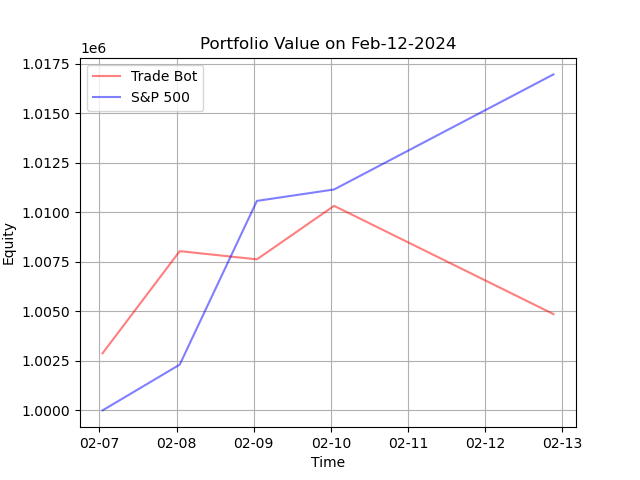 Portfolio Value on Feb-12-2024
1e6
Trade Bot
S&P 500
1.0175
1.0150
1.0125
1.0100
1.0075
1.0050
1.0025
1.0000
Equity
02-07 02-08 02-09 02-10 02-11 02-12 02-13
Time